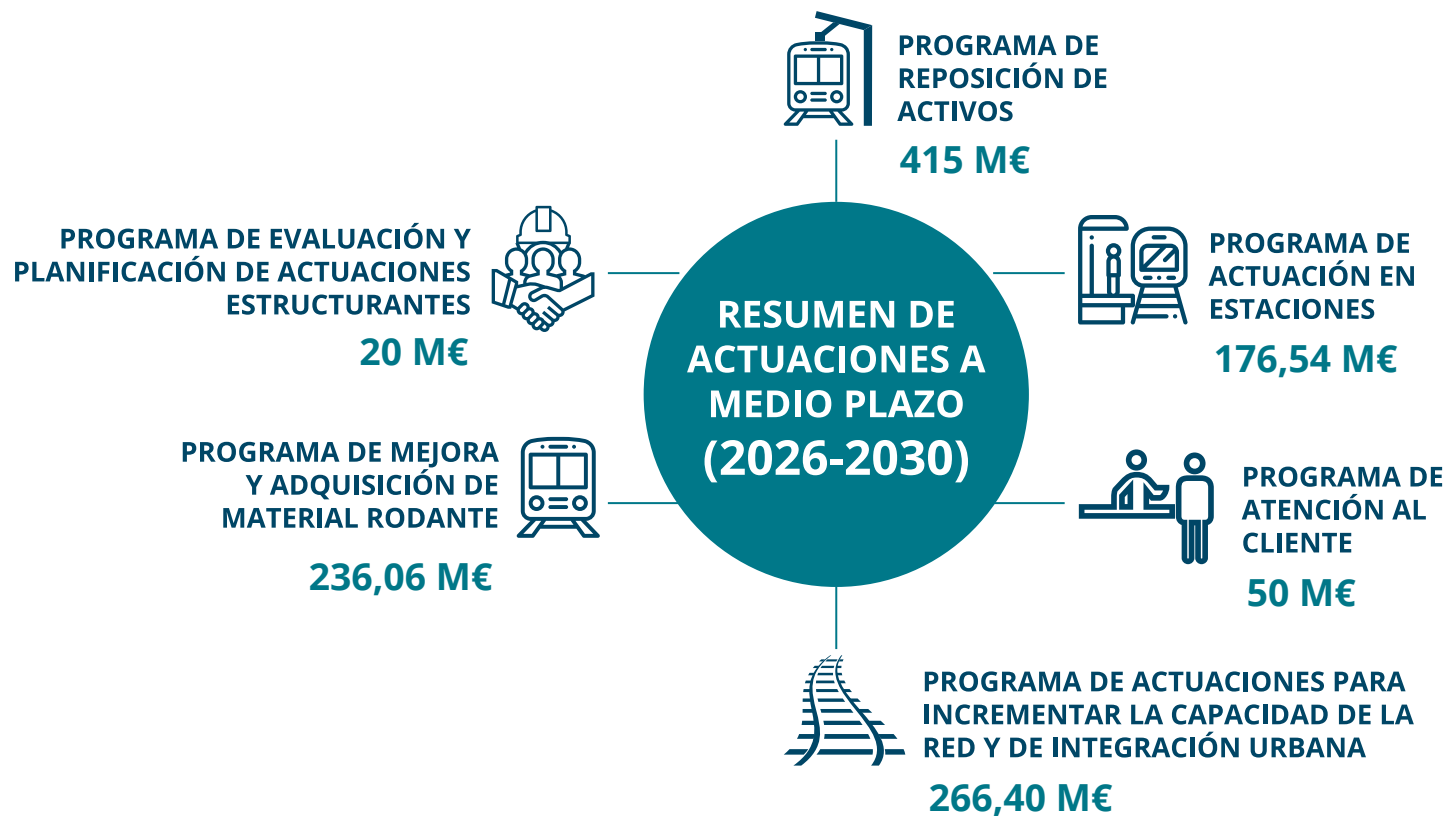 PROGRAMA DE
REPOSICIÓN DE
ACTIVOS
415 M€
PROGRAMA DE EVALUACIÓN Y
PLANIFICACIÓN DE ACTUACIONES
ESTRUCTURANTES
20 M€
PROGRAMA DE
ACTUACIÓN EN
ESTACIONES
176,54 M€
RESUMEN DE
ACTUACIONES A
MEDIO PLAZO
(2026-2030)
PROGRAMA DE MEJORA
Y ADQUISICIÓN DE
MATERIAL RODANTE
236,06 M€
PROGRAMA DE
ATENCIÓN AL
CLIENTE
50 M€
PROGRAMA DE ACTUACIONES PARA
INCREMENTAR LA CAPACIDAD DE LA
RED Y DE INTEGRACIÓN URBANA
266,40 M€